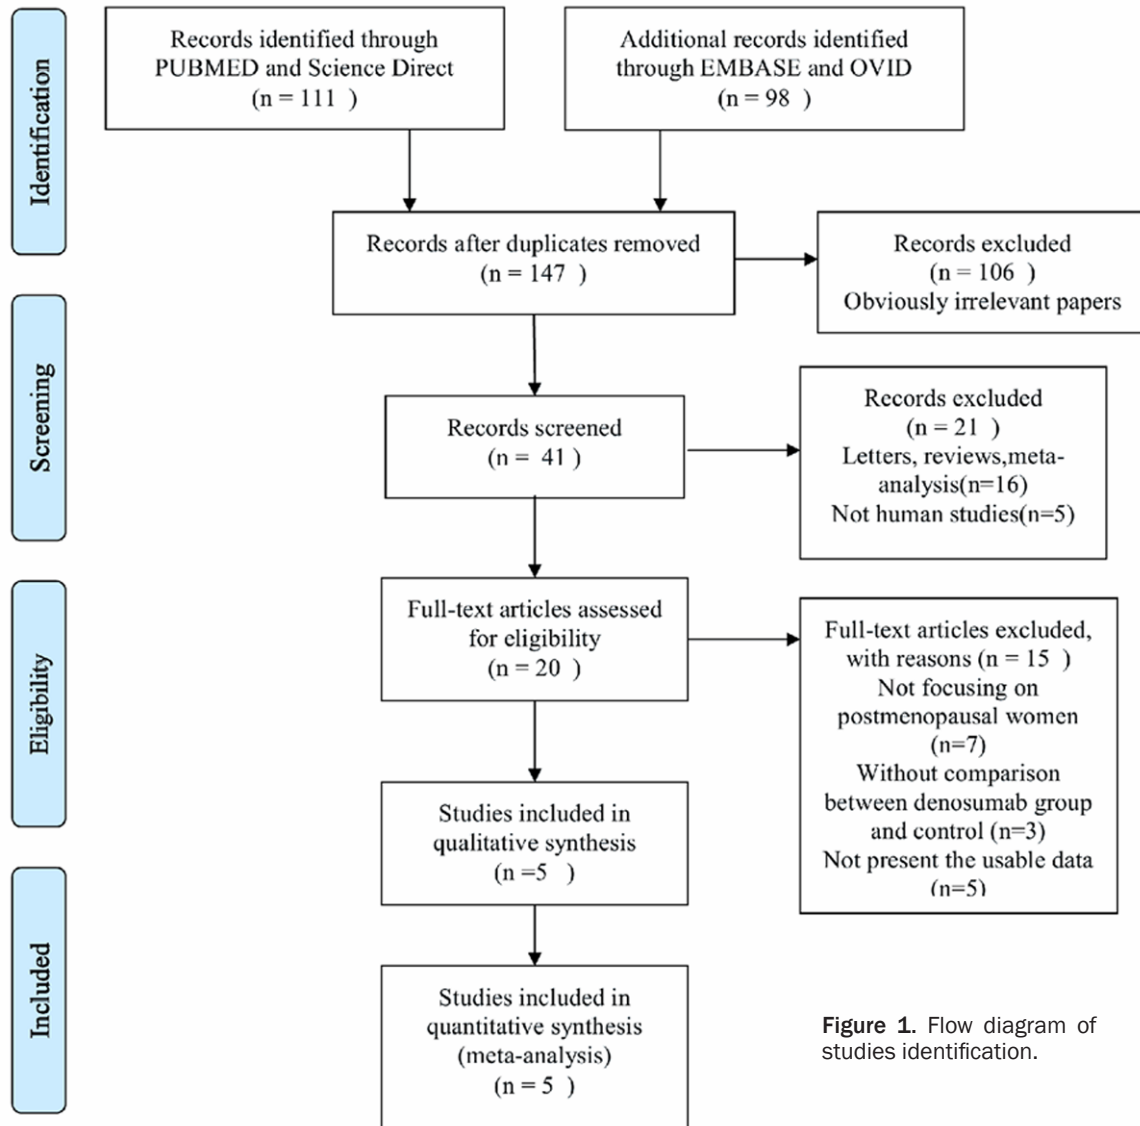 Identification
Records identified through
PUBMED and Science Direct
(n = 111 )
Additional records identified
through EMBASE and OVID
(n = 98 )
Records after duplicates removed
(n = 147 )
Records excluded
(n = 106 )
Obviously irrelevant papers
Screening
Records screened
(n = 41 )
Records excluded
(n = 21 )
Letters, reviews,meta-
analysis(n=16)
Not human studies(n=5)
Eligibility
Full-text articles assessed
for eligibility
(n = 20 )
Full-text articles excluded,
with reasons (n = 15 )
Not focusing on
postmenopausal women
(n=7)
Without comparison
between denosumab group
and control (n=3)
Not present the usable data
(n=5)
Studies included in
qualitative synthesis
(n =5 )
Included
Studies included in
quantitative synthesis
(meta-analysis)
(n = 5 )
Figure 1. Flow diagram of
studies identification.